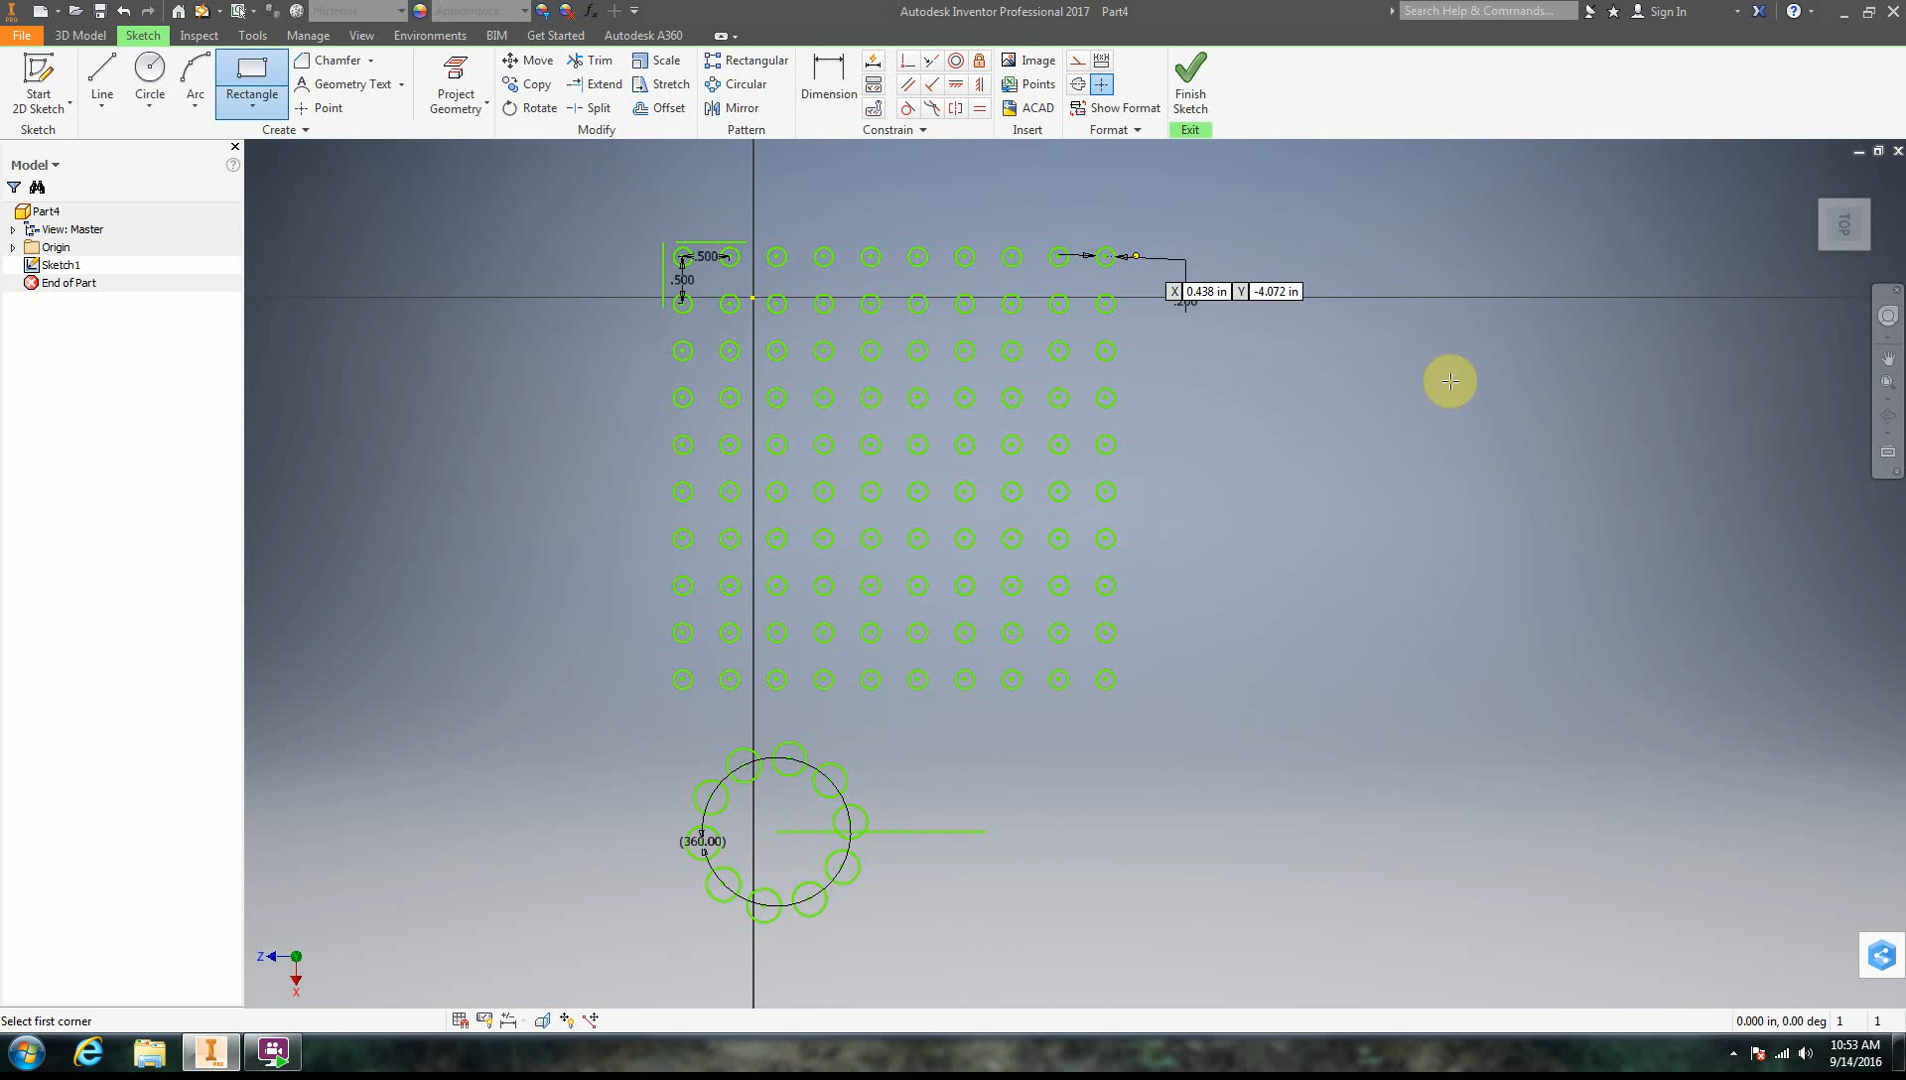 Material
Appearance
Autodesk Inventor Professional 2017 Part4
Search Help & Commands...
Sign In
PRO
File
3D Model
Sketch
Inspect
Tools
Manage
View
Environments
BIM
Get Started
Autodesk A360
Start
2D Sketch
Line
Circle
Arc
Rectangle
Chamfer
Geometry Text
Point
Project
Geometry
Move
Copy
Rotate
Trim
Extend
Split
Scale
Stretch
Offset
Rectangular
Circular
Mirror
Dimension
Image
Points
ACAD
Show Format
Finish
Sketch
Sketch
Create
Modify
Pattern
Constrain
Insert
Format
Exit
Model
Part4
View: Master
Origin
Sketch1
End of Part
TOP
.500
.500
X 0.438 in Y -4.072 in
.200
(360.00)
Z
X
Select first corner
0.000 in, 0.00 deg 1 1
10:53 AM
9/14/2016